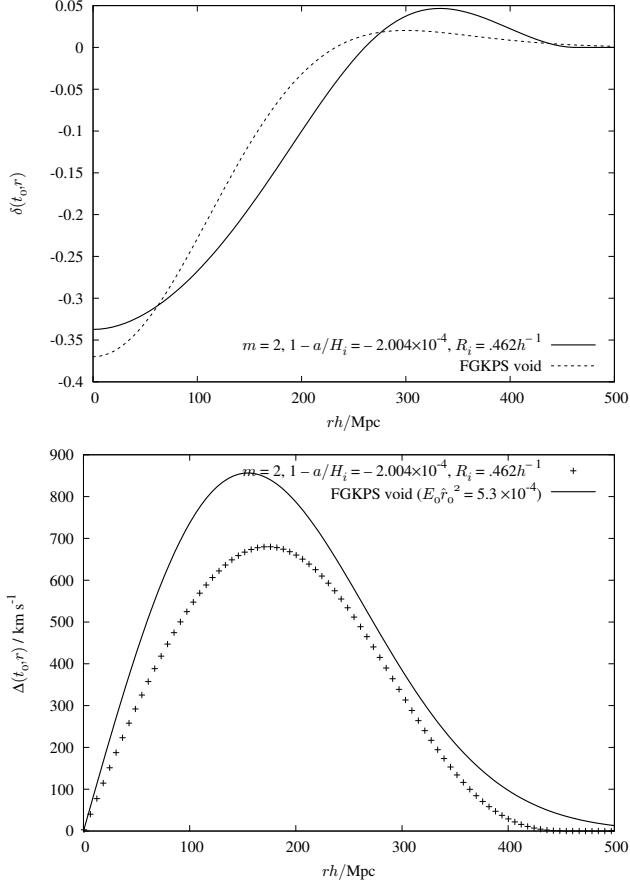 0.05
0
-0.05
-0.1
-0.15
-0.2
-0.25
-0.3
-0.35
-0.4
δ(t₀,r)
m = 2, 1 – a/Hᵢ = – 2.004×10⁻⁴, Rᵢ = .462h⁻¹
FGKPS void
0 100 200 300 400 500
rh/Mpc
900
800
700
600
500
400
300
200
100
0
Δ(t₀,r) / km s⁻¹
m = 2, 1 – a/Hᵢ = – 2.004×10⁻⁴, Rᵢ = .462h⁻¹
FGKPS void (E₀r̂₀² = 5.3 ×10⁻⁴)
0 100 200 300 400 500
rh/Mpc